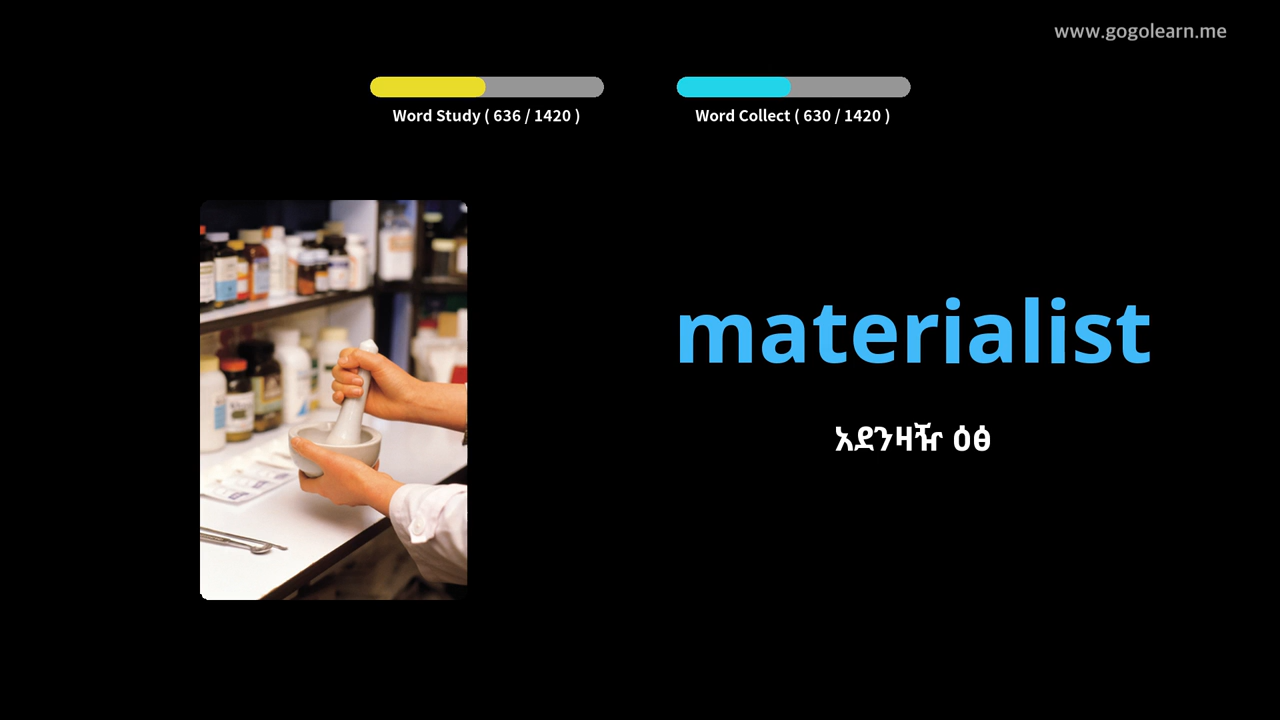 www.gogolearn.me
Word Study ( 636 / 1420 )
Word Collect ( 630 / 1420 )
materialist
አደንዛዥ ዕፅ